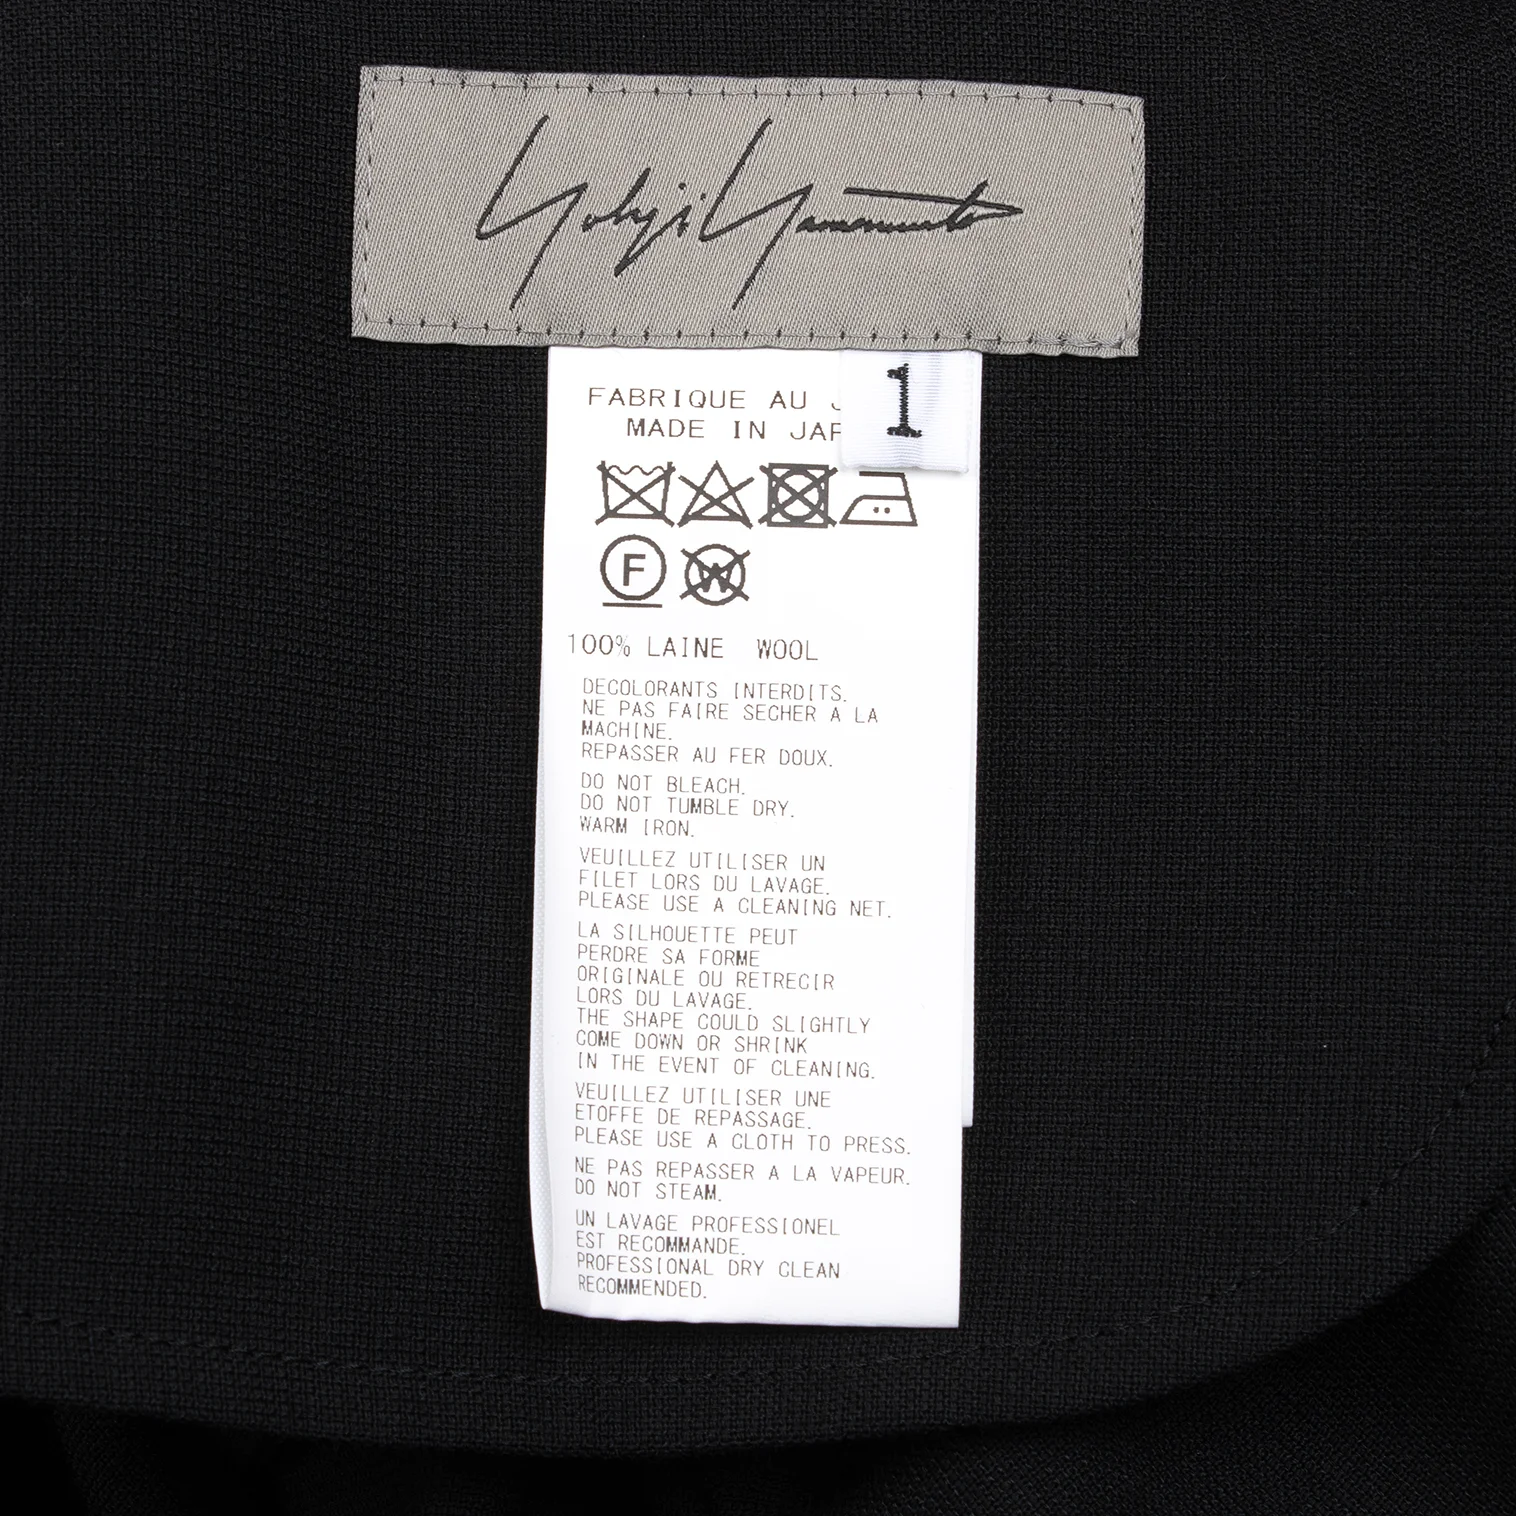 Yohji Yamamoto
1
FABRIQUE AU
MADE IN
F
W
100% LAINE WOOL
DECOLORANTS INTERDITS.
NE PAS FAIRE SECHER A LA
MACHINE.
REPASSER AU FER DOUX.
DO NOT BLEACH.
DO NOT TUMBLE DRY.
WARM IRON.
VEUILLEZ UTILISER UN
FILET LORS DU LAVAGE.
PLEASE USE A CLEANING NET.
LA SILHOUETTE PEUT
PERDRE SA FORME
ORIGINALE OU RETRECIR
LORS DU LAVAGE.
THE SHAPE COULD SLIGHTLY
COME DOWN OR SHRINK
IN THE EVENT OF CLEANING.
VEUILLEZ UTILISER UNE
ETOFFE DE REPASSAGE.
PLEASE USE A CLOTH TO PRESS.
NE PAS REPASSER A LA VAPEUR.
DO NOT STEAM.
UN LAVAGE PROFESSIONEL
EST RECOMMANDE.
PROFESSIONAL DRY CLEAN
RECOMMENDED.